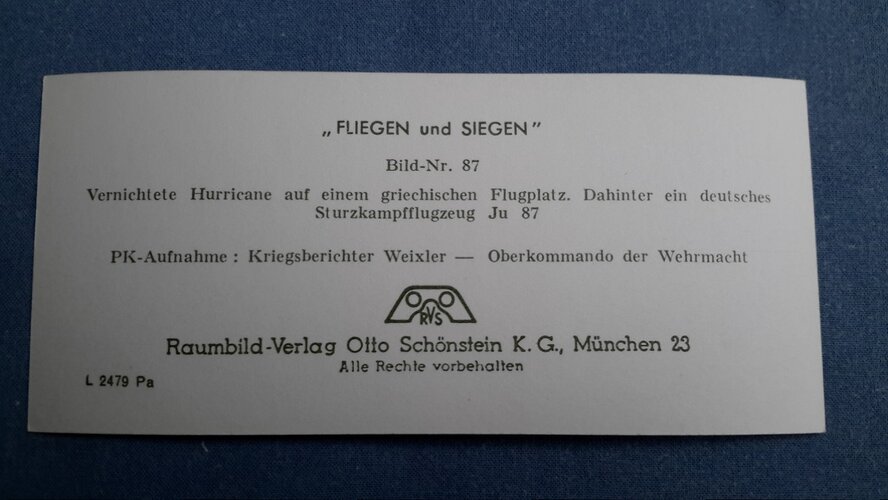 „FLIEGEN und SIEGEN"
Bild-Nr. 87
Vernichtete Hurricane auf einem griechischen Flugplatz. Dahinter ein deutsches
Sturzkampfflugzeug Ju 87
PK-Aufnahme: Kriegsberichter Weixler — Oberkommando der Wehrmacht
RVS
Raumbild-Verlag Otto Schönstein K. G., München 23
Alle Rechte vorbehalten
L 2479 Pa